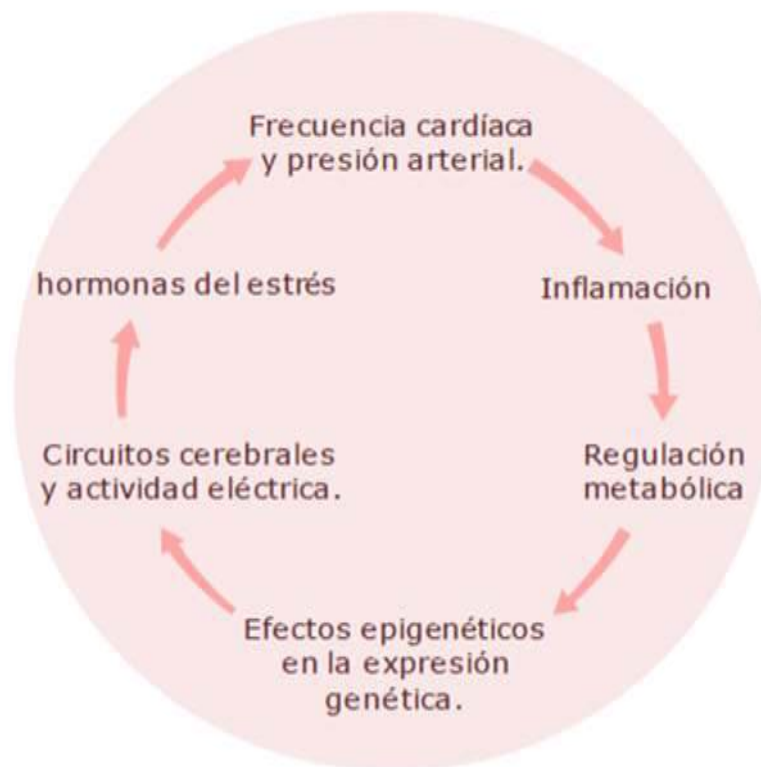 Frecuencia cardíaca
y presión arterial.
hormonas del estrés
Inflamación
Circuitos cerebrales
y actividad eléctrica.
Regulación
metabólica
Efectos epigenéticos
en la expresión
genética.